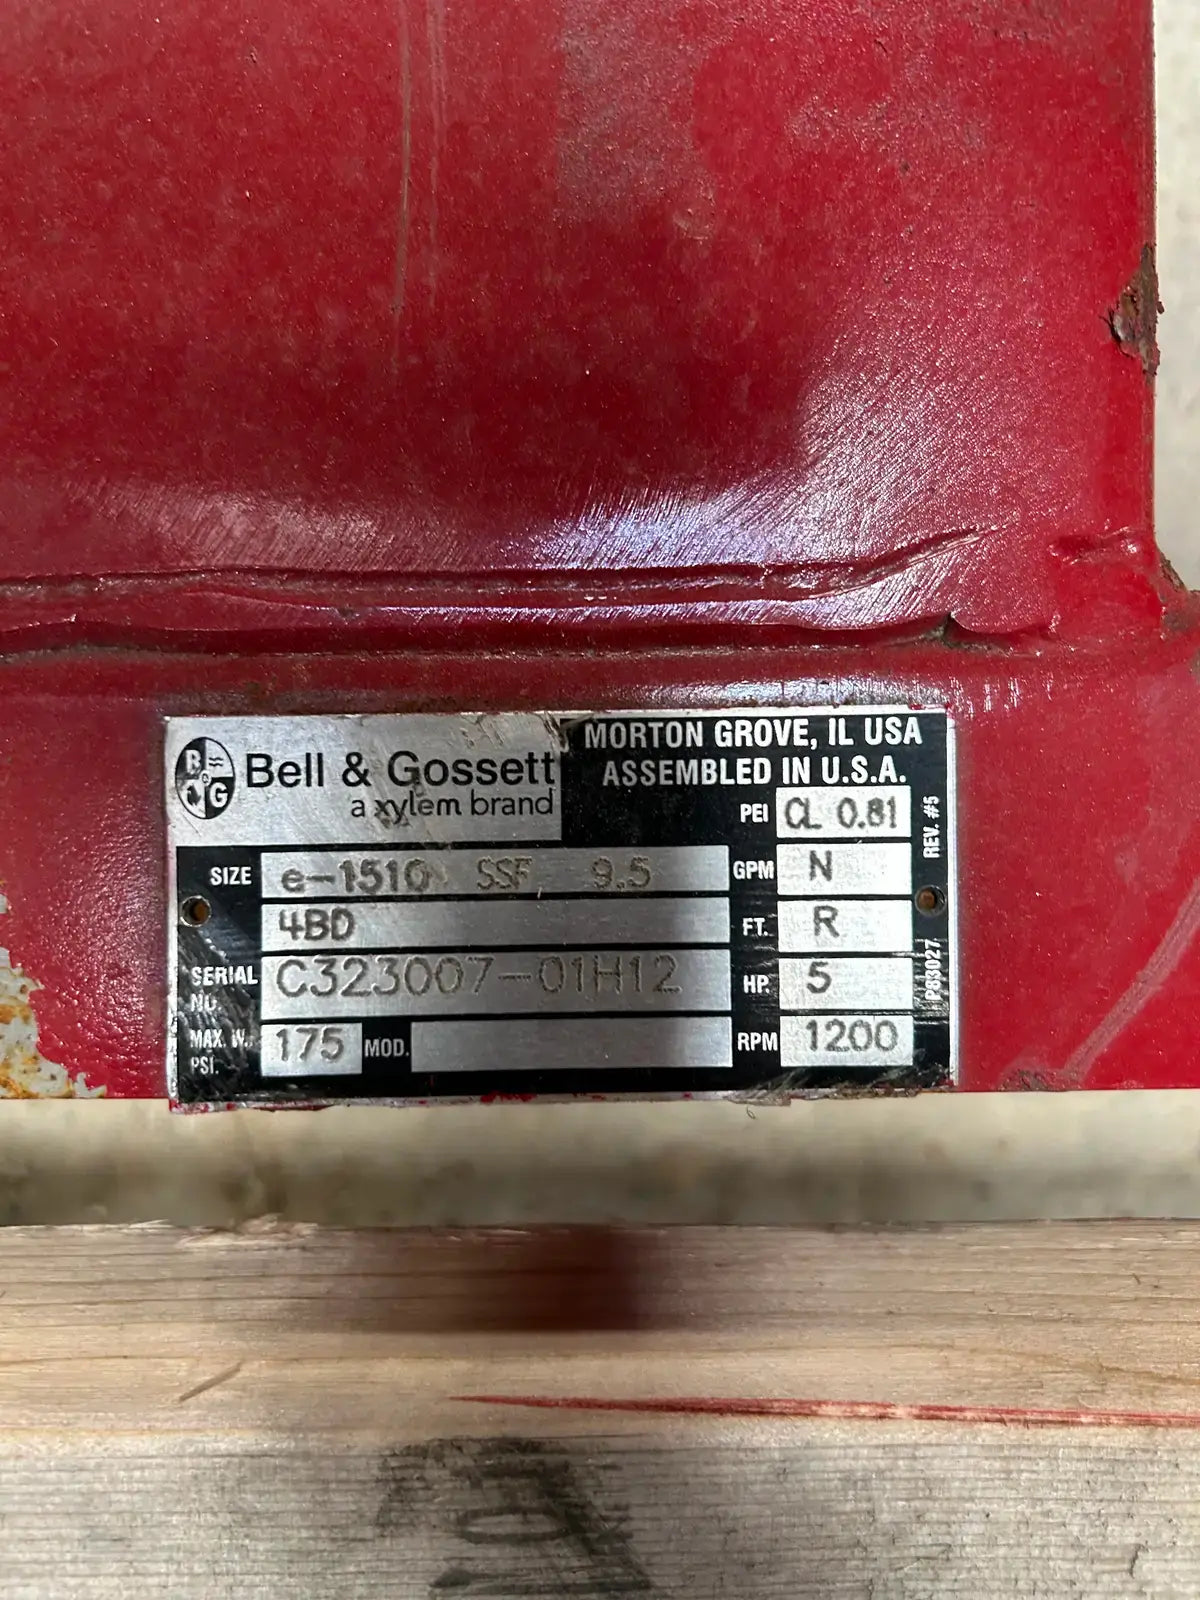 B G
Bell & Gossett
a xylem brand
MORTON GROVE, IL USA
ASSEMBLED IN U.S.A.
PEI CL 0.81
SIZE e-1510 SSF 9.5
GPM N
4BD
FT. R
SERIAL NO. C323007-01H12
HP. 5
MAX. W. PSI. 175 MOD.
RPM 1200
REV. #5
P83027